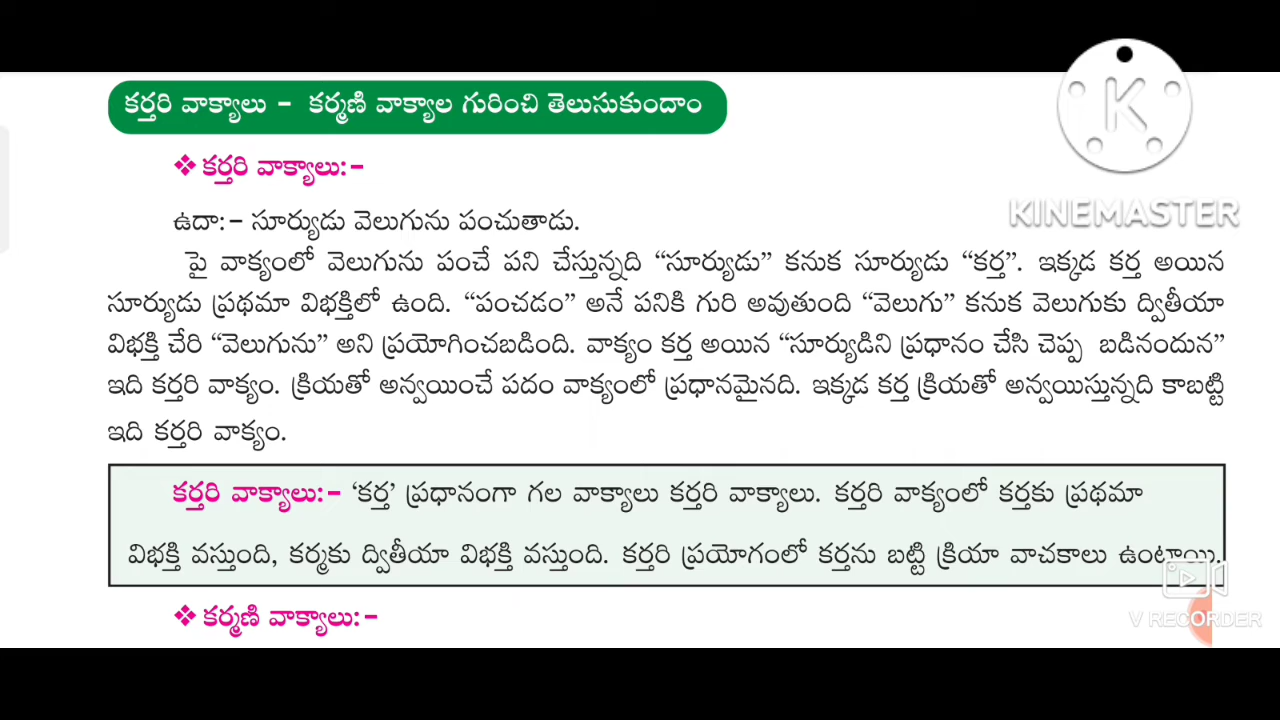 కర్తరి వాక్యాలు - కర్మణి వాక్యాల గురించి తెలుసుకుందాం
KINEMASTER
❖ కర్తరి వాక్యాలు:-
ఉదా:- సూర్యుడు వెలుగును పంచుతాడు.
పై వాక్యంలో వెలుగును పంచే పని చేస్తున్నది “సూర్యుడు” కనుక సూర్యుడు “కర్త”. ఇక్కడ కర్త అయిన
సూర్యుడు ప్రథమా విభక్తిలో ఉంది. “పంచడం” అనే పనికి గురి అవుతుంది “వెలుగు” కనుక వెలుగుకు ద్వితీయా
విభక్తి చేరి “వెలుగును” అని ప్రయోగించబడింది. వాక్యం కర్త అయిన “సూర్యుడిని ప్రధానం చేసి చెప్ప బడినందున”
ఇది కర్తరి వాక్యం. క్రియతో అన్వయించే పదం వాక్యంలో ప్రధానమైనది. ఇక్కడ కర్త క్రియతో అన్వయిస్తున్నది కాబట్టి
ఇది కర్తరి వాక్యం.
కర్తరి వాక్యాలు:- ‘కర్త’ ప్రధానంగా గల వాక్యాలు కర్తరి వాక్యాలు. కర్తరి వాక్యంలో కర్తకు ప్రథమా
విభక్తి వస్తుంది, కర్మకు ద్వితీయా విభక్తి వస్తుంది. కర్తరి ప్రయోగంలో కర్తను బట్టి క్రియా వాచకాలు ఉంటాయి.
❖ కర్మణి వాక్యాలు:-
V RECORDER